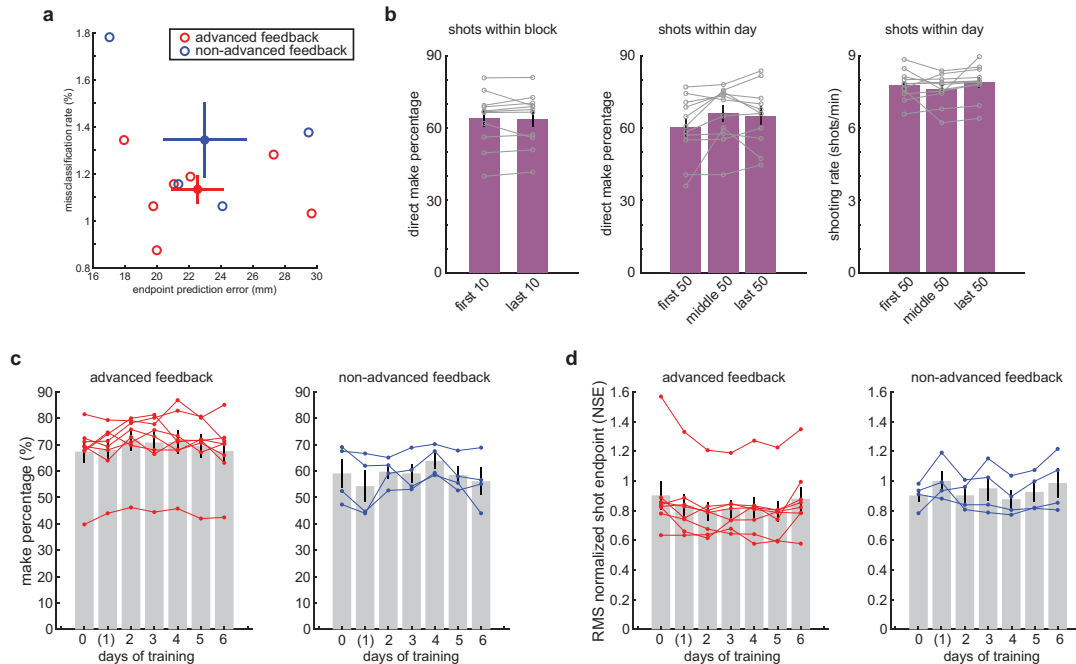 a
1.8
1.6
1.4
1.2
1
0.8
missclassification rate (%)
advanced feedback
non-advanced feedback
16 18 20 22 24 26 28 30
endpoint prediction error (mm)
b
shots within block
90
60
30
0
direct make percentage
first 10
last 10
shots within day
90
60
30
0
direct make percentage
first 50
middle 50
last 50
shots within day
9
6
3
0
shooting rate (shots/min)
first 50
middle 50
last 50
c
advanced feedback
90
80
70
60
50
40
30
20
10
0
make percentage (%)
0 (1) 2 3 4 5 6
days of training
non-advanced feedback
90
80
70
60
50
40
30
20
10
0
0 (1) 2 3 4 5 6
days of training
d
advanced feedback
1.6
1.4
1.2
1
0.8
0.6
0.4
0.2
0
RMS normalized shot endpoint (NSE)
0 (1) 2 3 4 5 6
days of training
non-advanced feedback
1.6
1.4
1.2
1
0.8
0.6
0.4
0.2
0
0 (1) 2 3 4 5 6
days of training